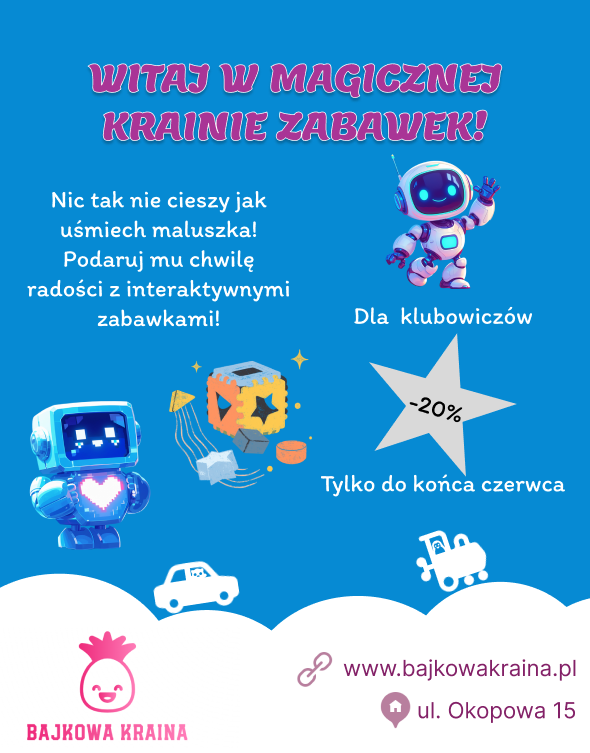 WITAJ W MAGICZNEJ
KRAINIE ZABAWEK!
Nic tak nie cieszy jak
uśmiech maluszka!
Podaruj mu chwilę
radości z interaktywnymi
zabawkami!
Dla klubowiczów
-20%
Tylko do końca czerwca
www.bajkowakraina.pl
ul. Okopowa 15
BAJKOWA KRAINA